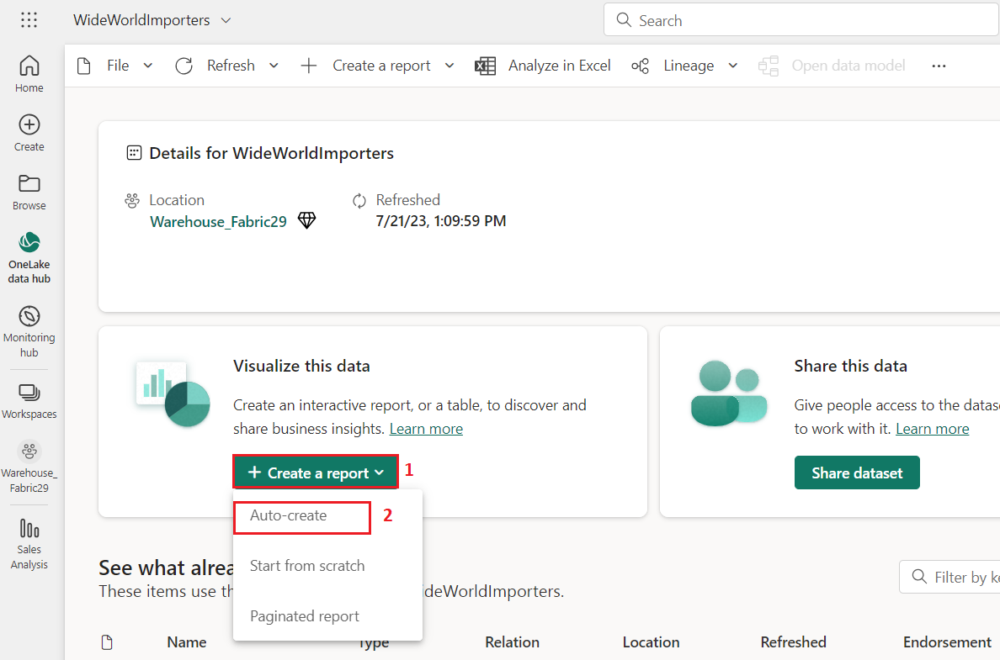 WideWorldImporters
Search
File
Refresh
Create a report
Analyze in Excel
Lineage
Open data model
Home
Create
Browse
OneLake
data hub
Monitoring
hub
Workspaces
Warehouse_
Fabric29
Sales
Analysis
Details for WideWorldImporters
Location
Warehouse_Fabric29
Refreshed
7/21/23, 1:09:59 PM
Visualize this data
Create an interactive report, or a table, to discover and
share business insights. Learn more
+ Create a report
1
Auto-create
2
Start from scratch
Paginated report
Share this data
Give people access to the
to work with it. Learn more
Share dataset
See what
These items use
WideWorldImporters.
Filter by
Name
Type
Relation
Location
Refreshed
Endorsement